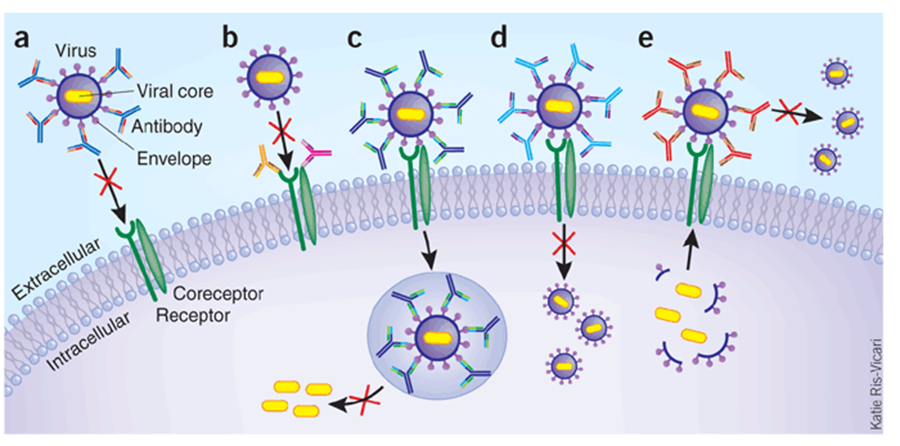 a
b
c
d
e
Virus
Viral core
Antibody
Envelope
Extracellular
Intracellular
Coreceptor
Receptor
Katie Ris-Vicari